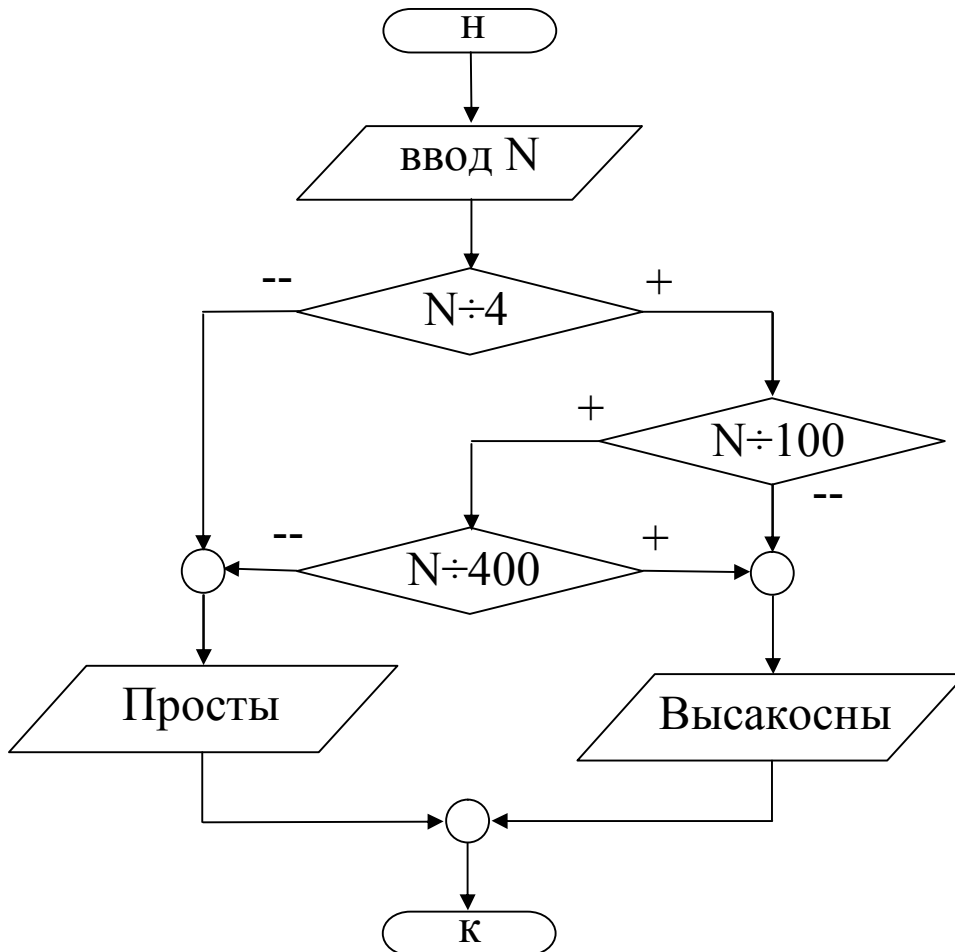 н
ввод N
--
+
N÷4
+
N÷100
--
--
+
N÷400
Просты
Высакосны
к